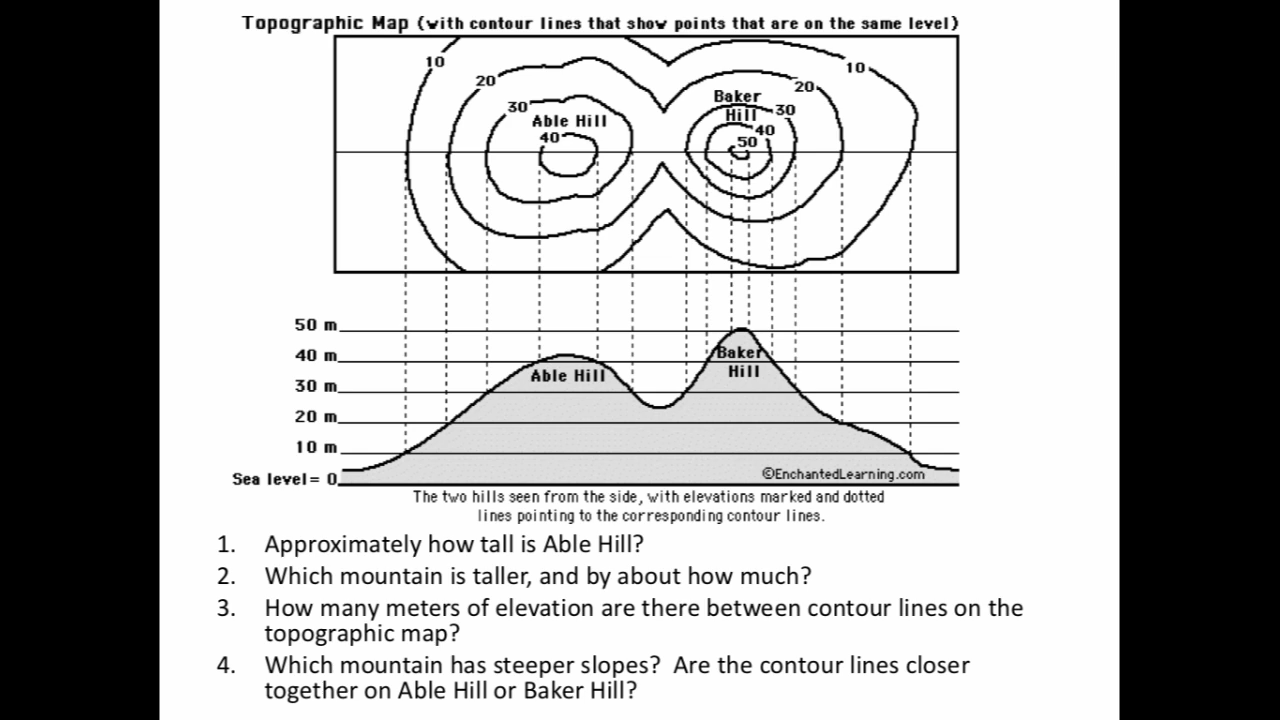 Topographic Map (with contour lines that show points that are on the same level)
10
20
30
Able Hill
40
Baker
Hill
10
20
30
40
50
50 m
40 m
30 m
20 m
10 m
Sea level = 0
Able Hill
Baker
Hill
©EnchantedLearning.com
The two hills seen from the side, with elevations marked and dotted
lines pointing to the corresponding contour lines.
1. Approximately how tall is Able Hill?
2. Which mountain is taller, and by about how much?
3. How many meters of elevation are there between contour lines on the
topographic map?
4. Which mountain has steeper slopes? Are the contour lines closer
together on Able Hill or Baker Hill?